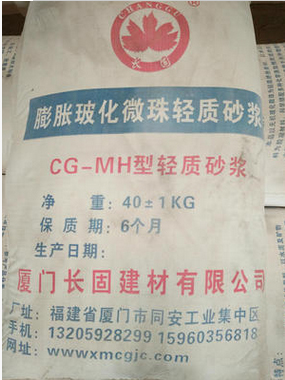 CHANGGU
长固
膨胀玻化微珠轻质砂浆
CG-MH型轻质砂浆
净 重: 40±1KG
保 质 期: 6个月
生产日期:
厦门长固建材有限公司
厂址: 福建省厦门市同安工业集中区
手机: 13205928299 15960356818
网址: www.xmcgjc.com